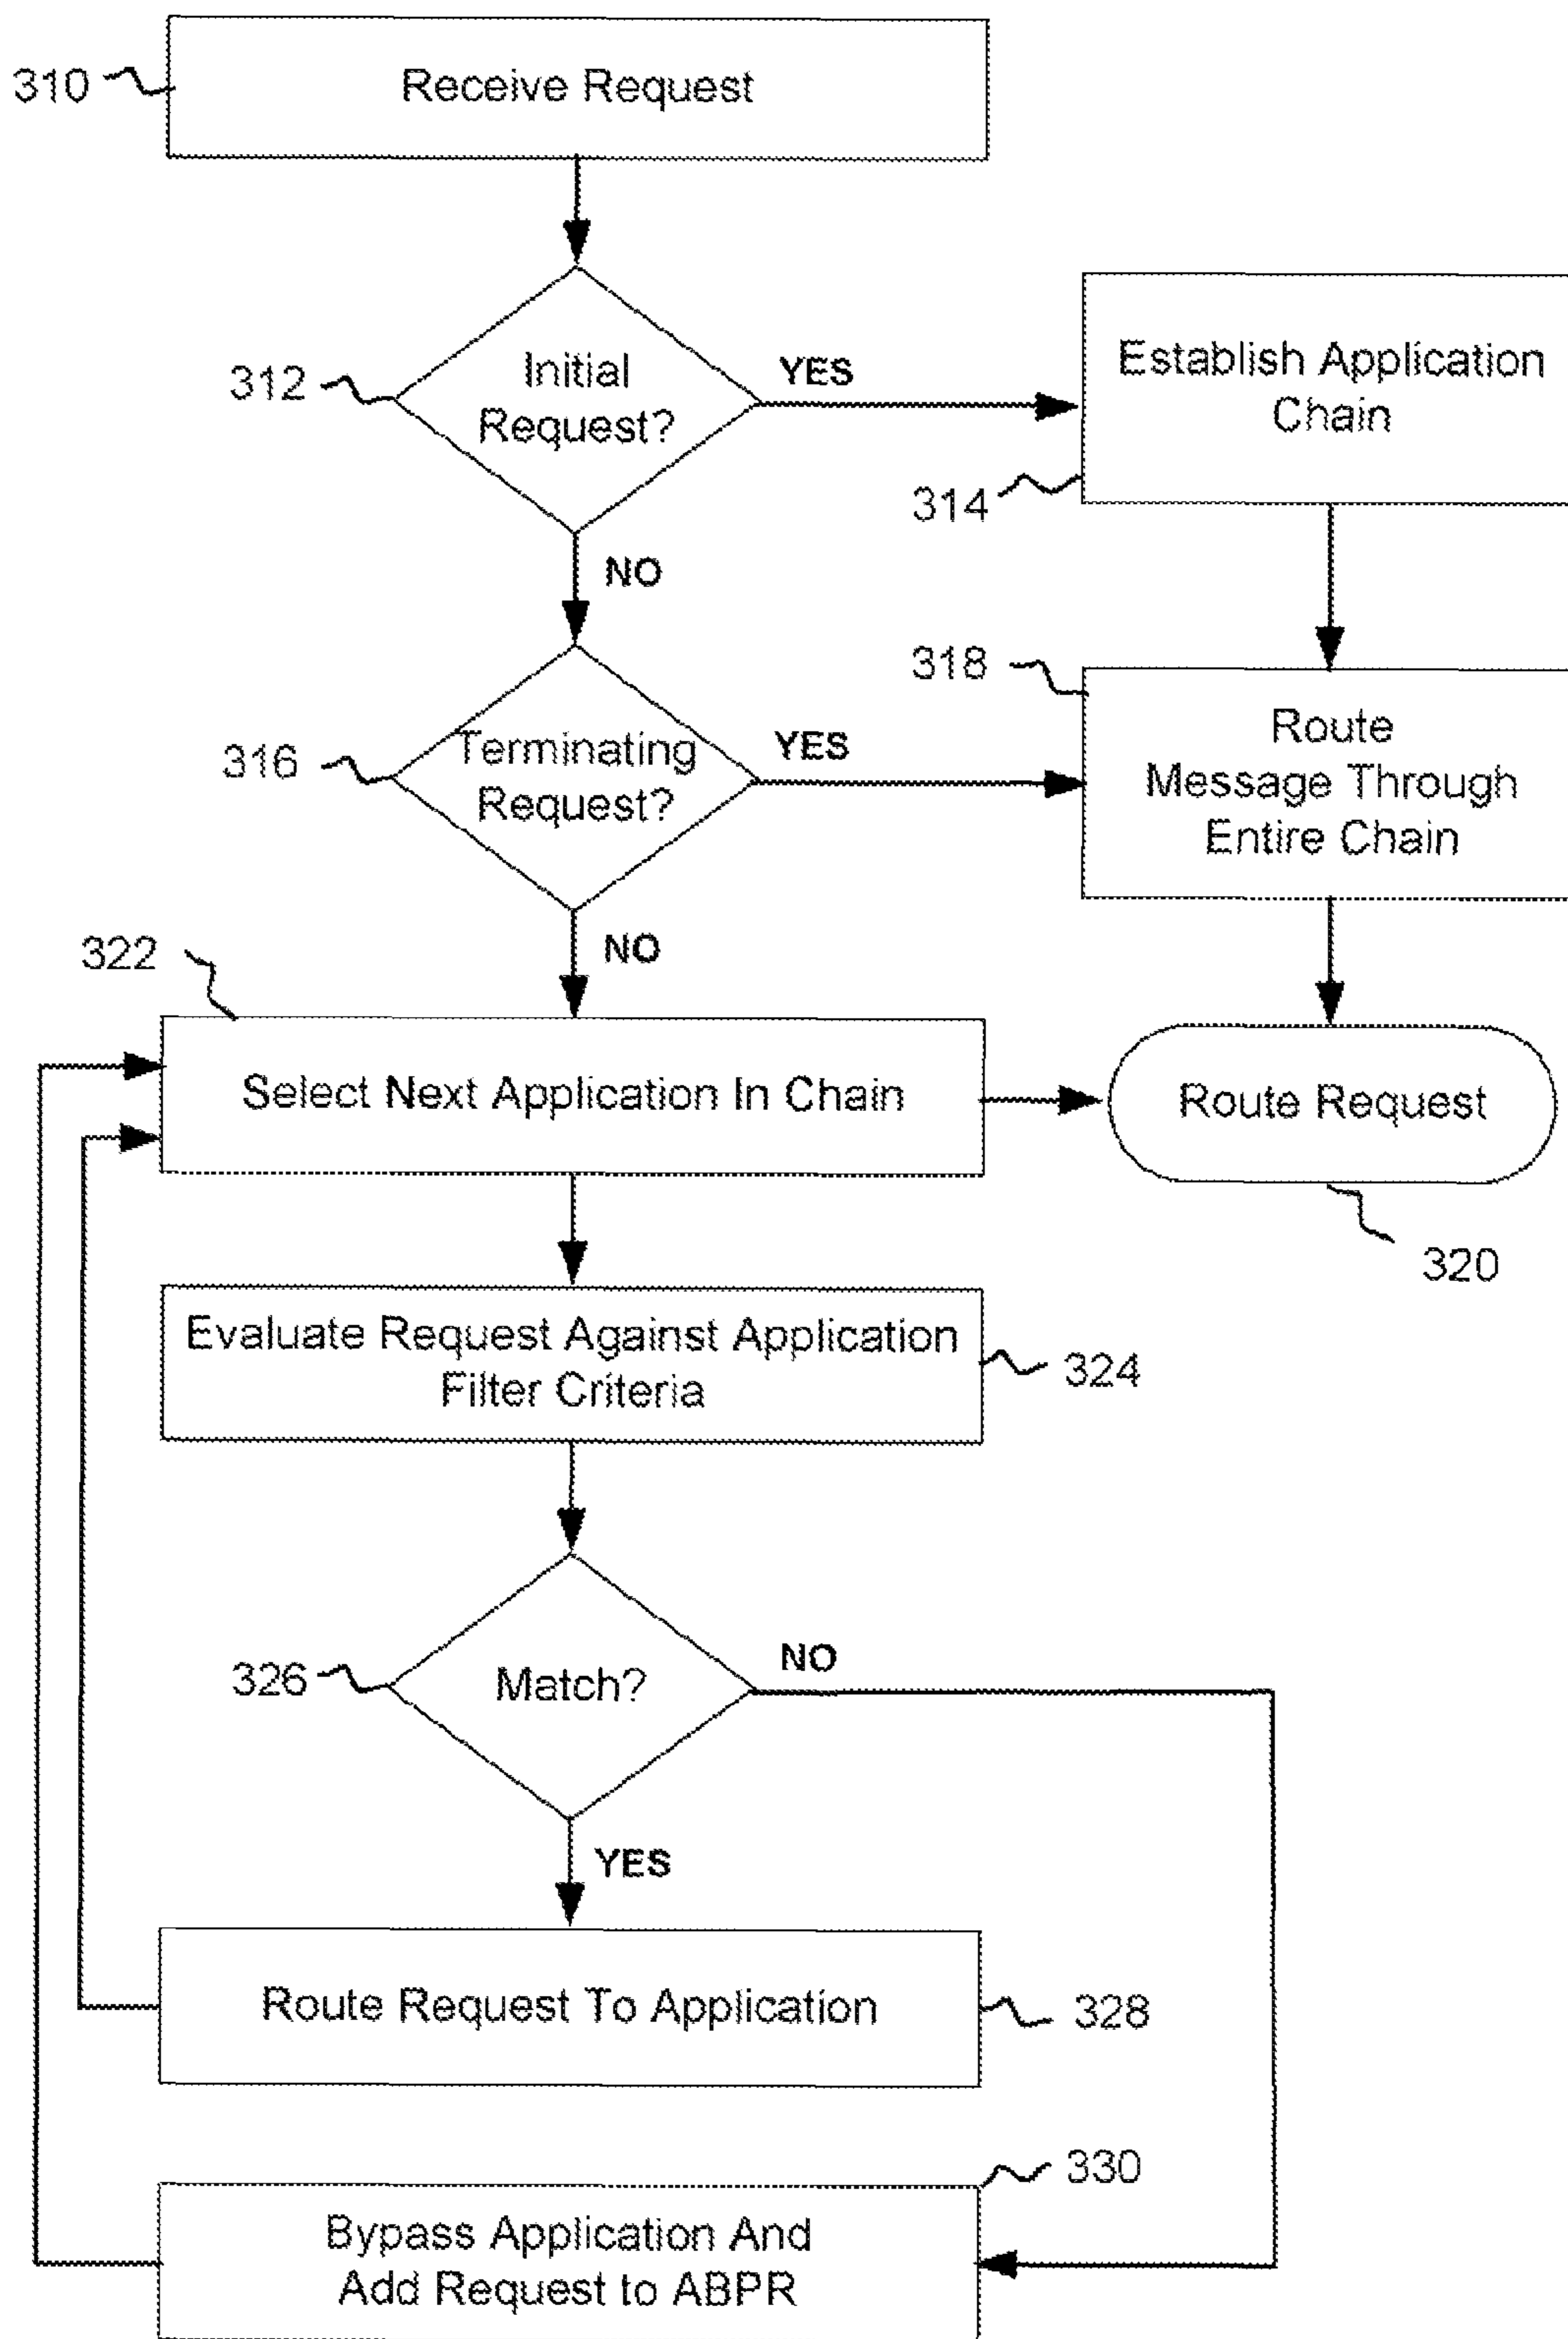 310
Receive Request
312
Initial
Request?
YES
Establish Application
Chain
314
NO
316
Terminating
Request?
YES
318
Route
Message Through
Entire Chain
NO
322
Select Next Application In Chain
Route Request
320
Evaluate Request Against Application
Filter Criteria
324
326
Match?
NO
YES
Route Request To Application
328
330
Bypass Application And
Add Request to ABPR